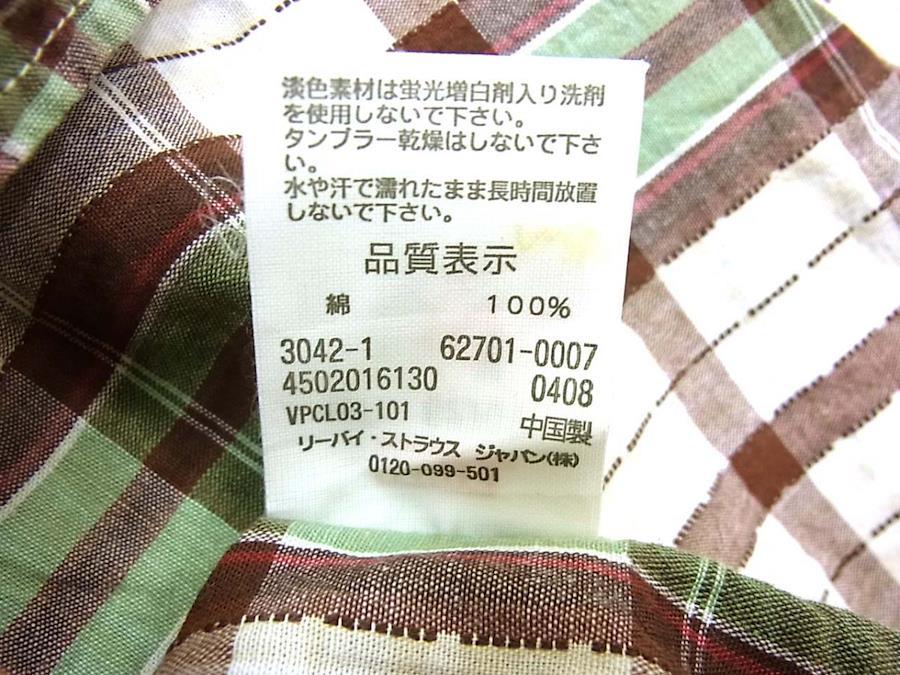 淡色素材は蛍光増白剤入り洗剤
を使用しないで下さい。
タンブラー乾燥はしないで下さ
い。
水や汗で濡れたまま長時間放置
しないで下さい。
品質表示
綿 100%
3042-1 62701-0007
4502016130 0408
VPCL03-101 中国製
リーバイ・ストラウス ジャパン(株)
0120-099-501